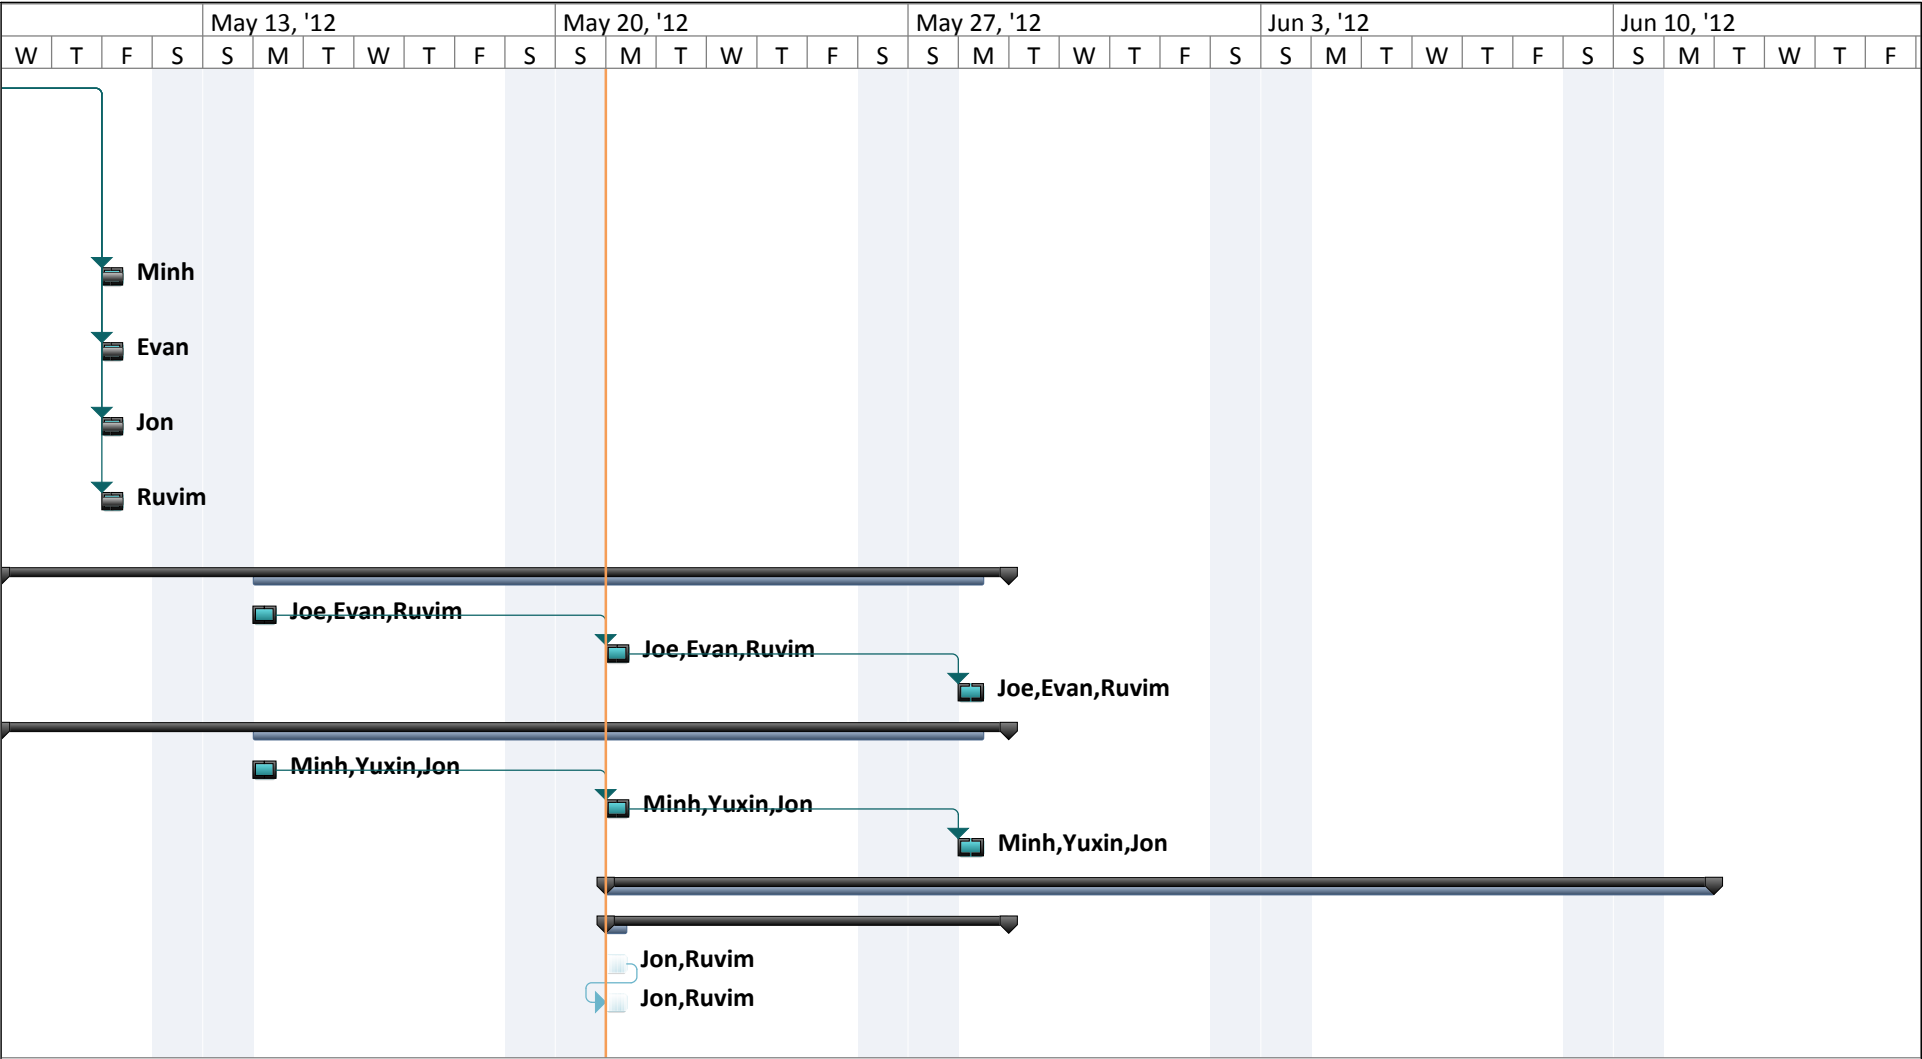 May 13, '12 May 20, '12 May 27, '12 Jun 3, '12 Jun 10, '12
W T F S S M T W T F S S M T W T F S S M T W T F S S M T W T F S S M T W T F
Minh
Evan
Jon
Ruvim
Joe,Evan,Ruvim
Joe,Evan,Ruvim
Joe,Evan,Ruvim
Minh,Yuxin,Jon
Minh,Yuxin,Jon
Minh,Yuxin,Jon
Jon,Ruvim
Jon,Ruvim